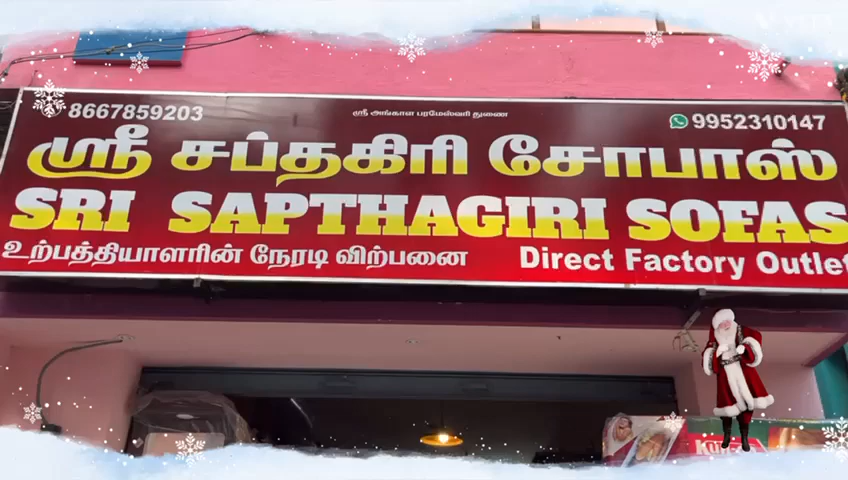 8667859203
ஸ்ரீ அங்காள பரமேஸ்வரி துணை
9952310147
ஸ்ரீ சப்தகிரி சோபாஸ்
SRI SAPTHAGIRI SOFAS
உற்பத்தியாளரின் நேரடி விற்பனை
Direct Factory Outlet